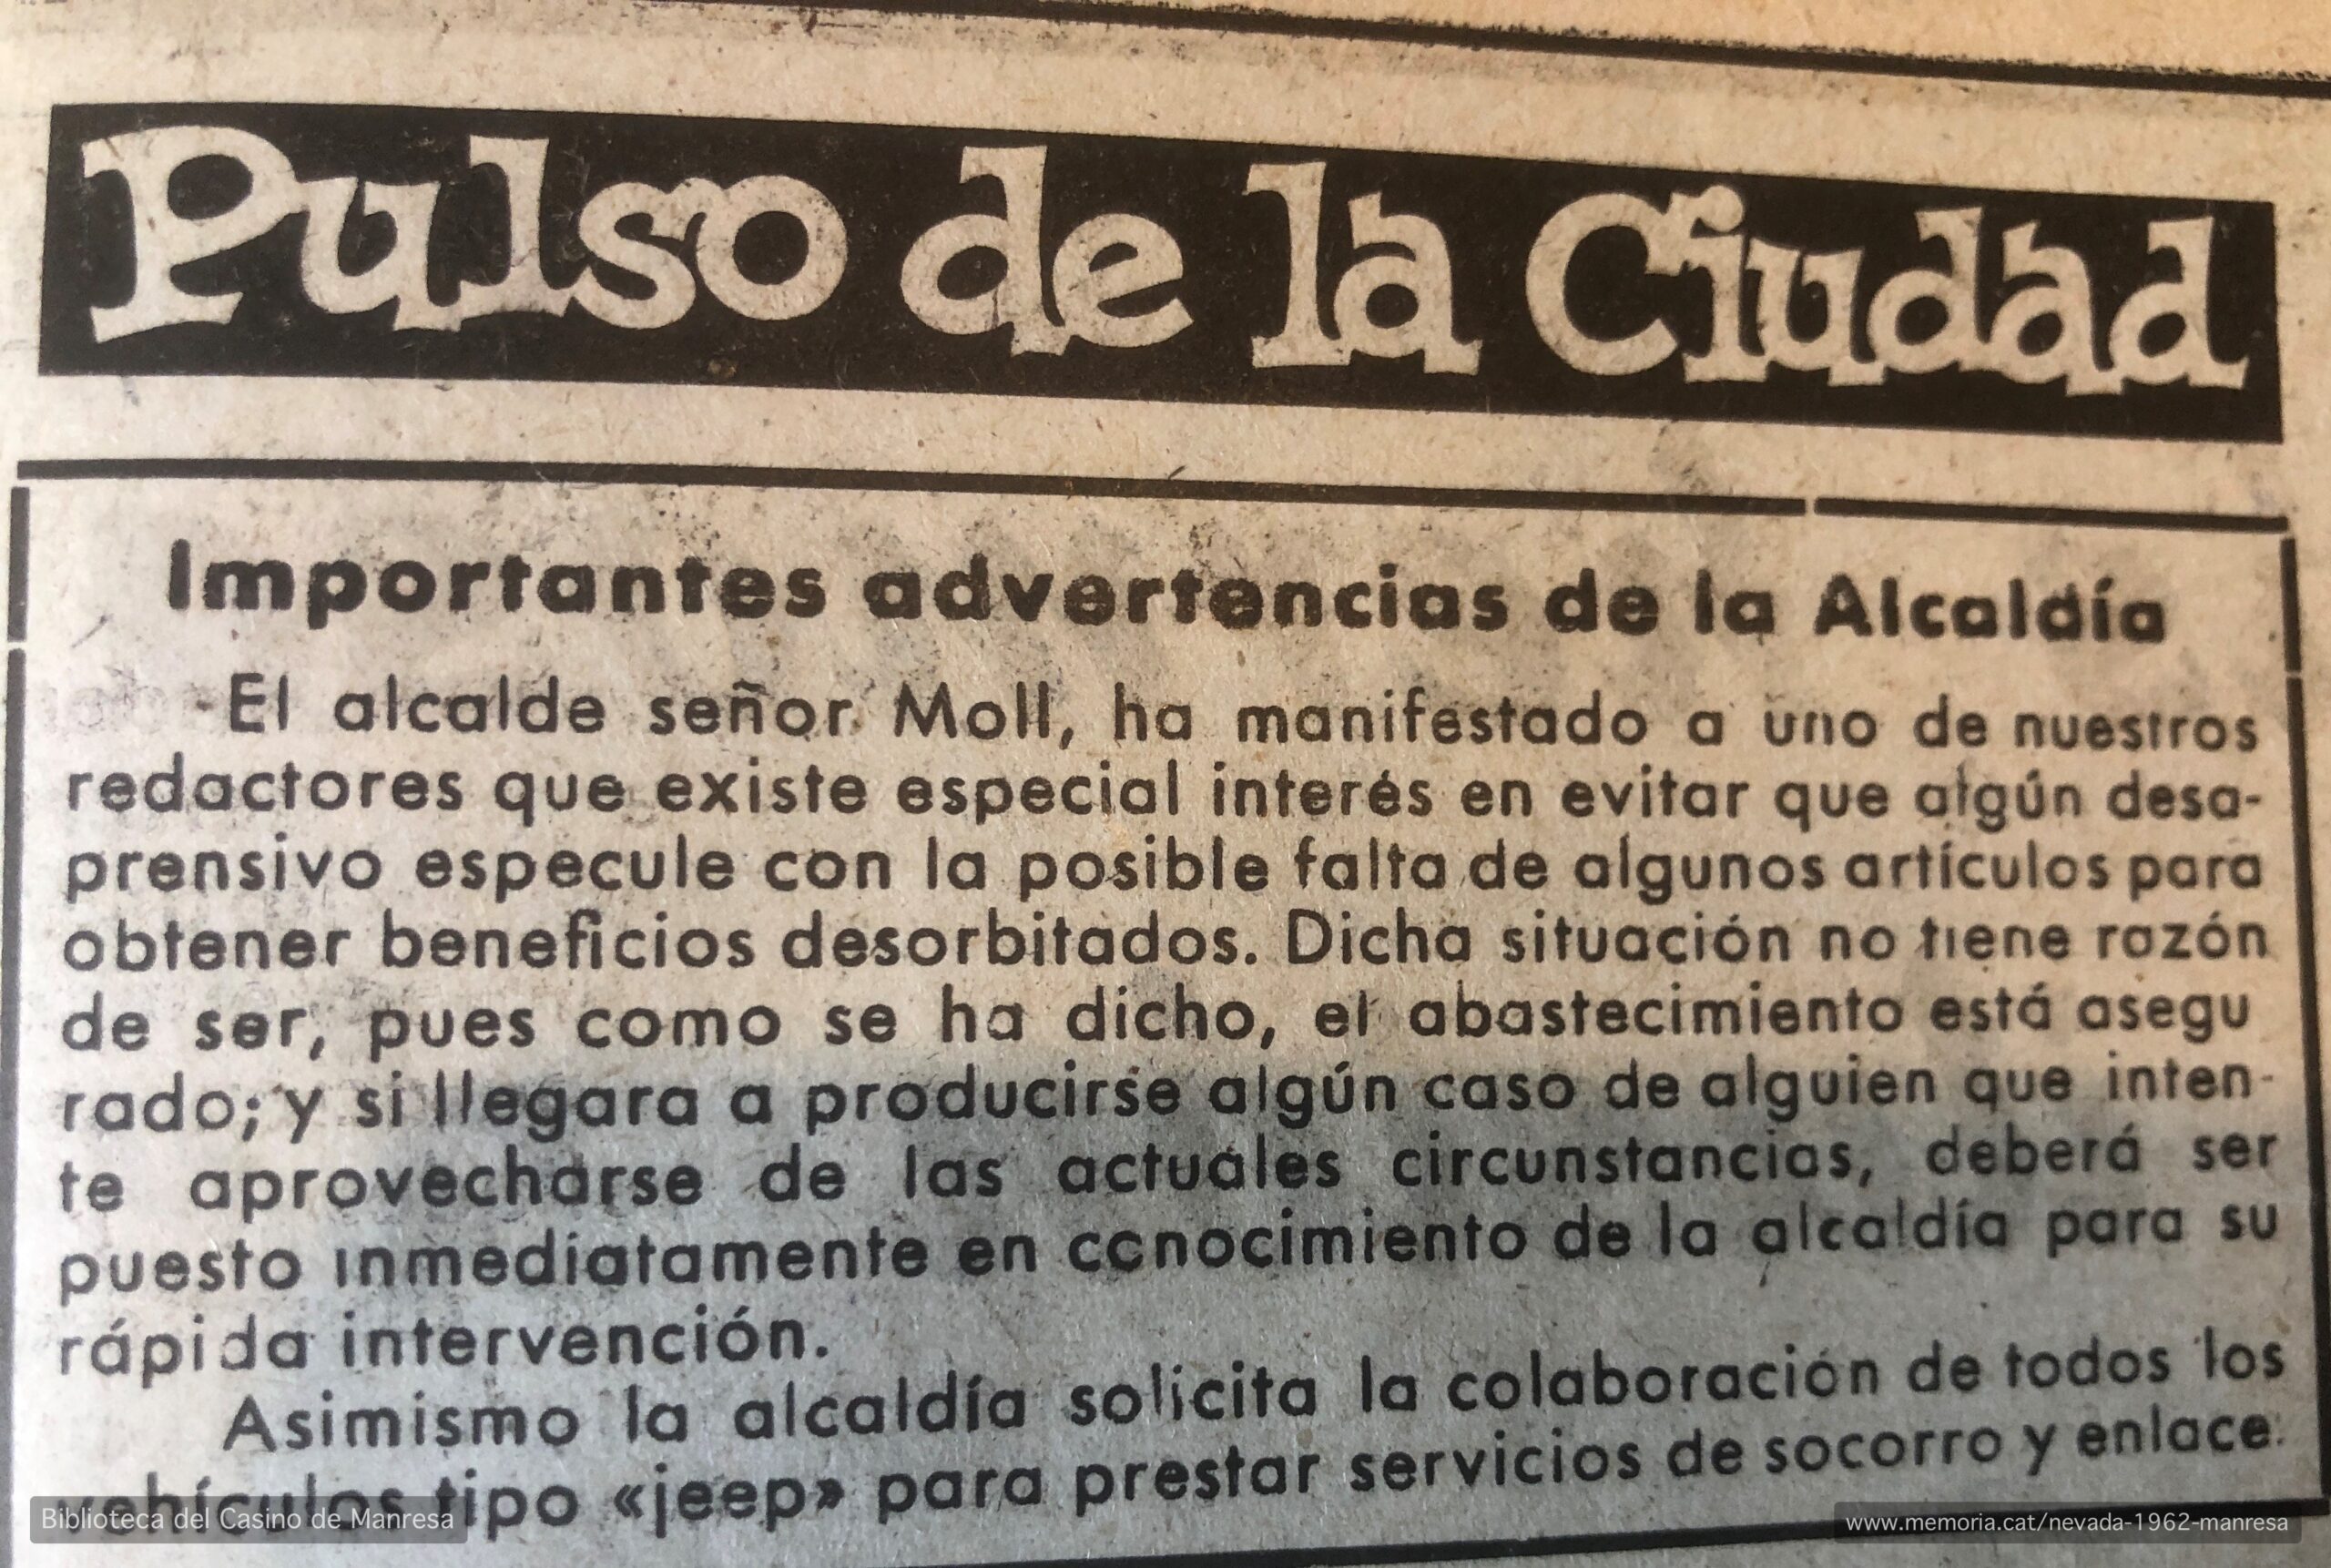 Pulso de la Ciudad
Importantes advertencias de la Alcaldía
El alcalde señor Moll, ha manifestado a uno de nuestros
redactores que existe especial interés en evitar que algún desa-
prensivo especule con la posible falta de algunos artículos para
obtener beneficios desorbitados. Dicha situación no tiene razón
de ser, pues como se ha dicho, el abastecimiento está asegu
rado; y si llegara a producirse algún caso de alguien que inten-
te aprovecharse de las actuales circunstancias, deberá ser
puesto inmediatamente en conocimiento de la alcaldía para su
rápida intervención.
Asimismo la alcaldía solicita la colaboración de todos los
vehículos tipo «jeep» para prestar servicios de socorro y enlace.
Biblioteca del Casino de Manresa
www.memoria.cat/nevada-1962-manresa